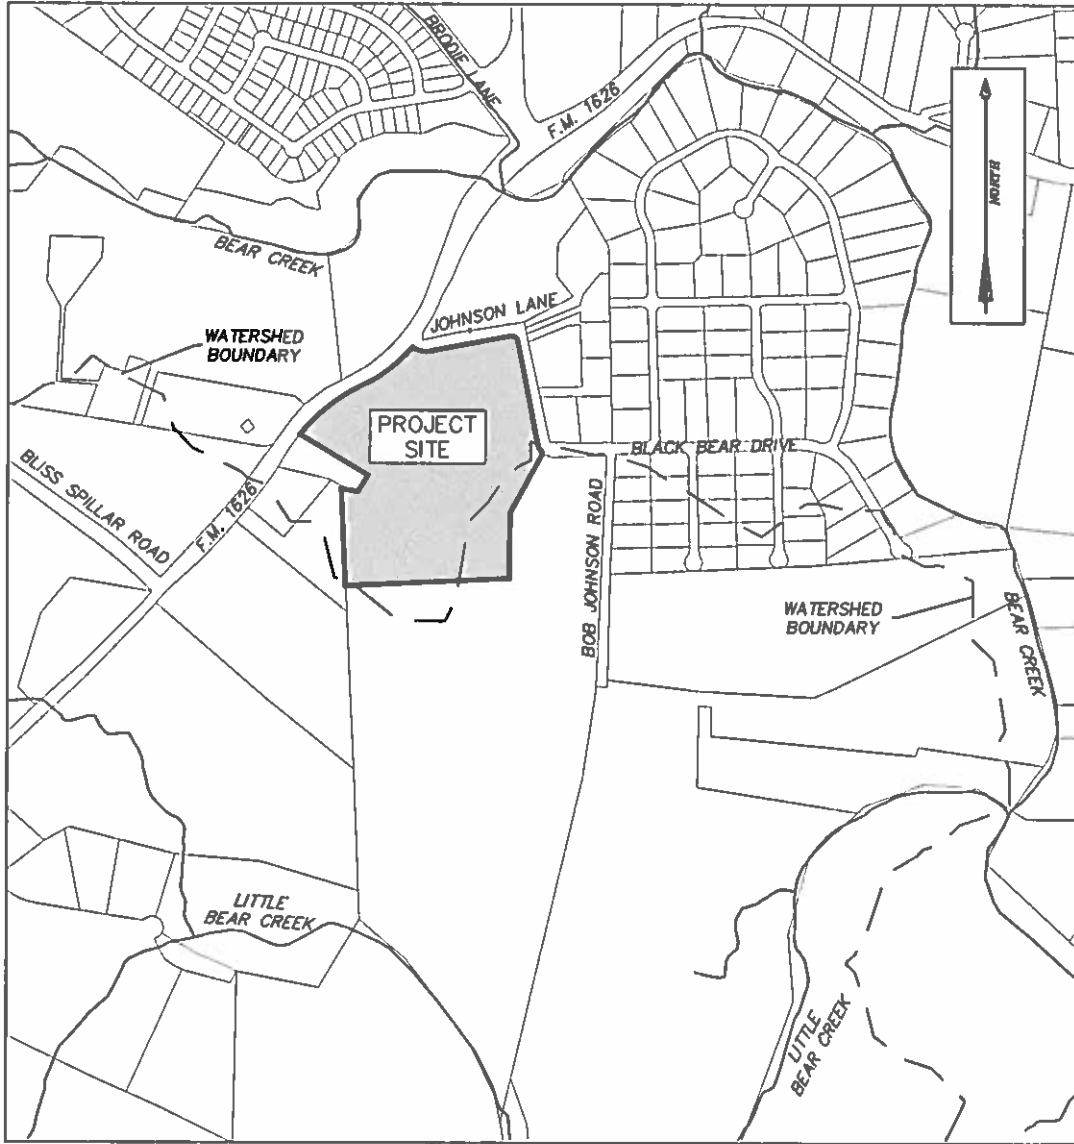 BRODIE LANE
F.M. 1626
NORTH
BEAR CREEK
JOHNSON LANE
WATERSHED
BOUNDARY
PROJECT
SITE
BLACK BEAR DRIVE
BLISS SPILLAR ROAD
F.M. 1626
BOB JOHNSON ROAD
WATERSHED
BOUNDARY
BEAR CREEK
LITTLE
BEAR CREEK
LITTLE
BEAR CREEK